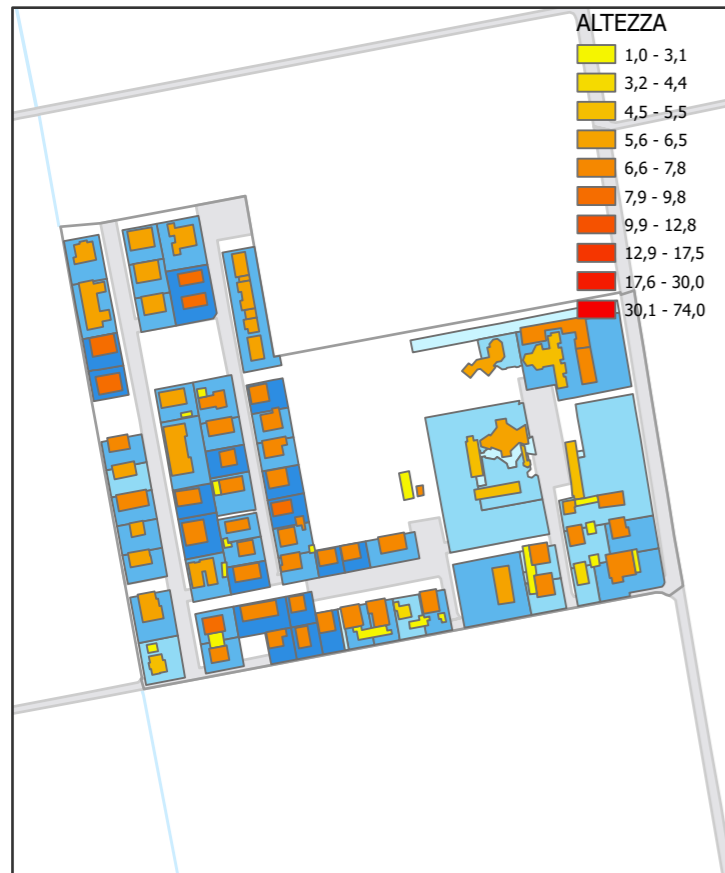 ALTEZZA
1,0 - 3,1
3,2 - 4,4
4,5 - 5,5
5,6 - 6,5
6,6 - 7,8
7,9 - 9,8
9,9 - 12,8
12,9 - 17,5
17,6 - 30,0
30,1 - 74,0